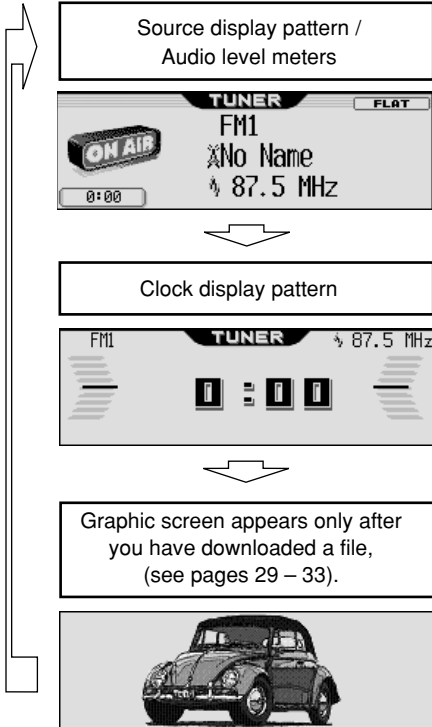 Source display pattern /
Audio level meters
TUNER
FLAT
FM1
ON AIR
No Name
87.5 MHz
0:00
Clock display pattern
FM1
TUNER
87.5 MHz
0:00
Graphic screen appears only after
you have downloaded a file,
(see pages 29 – 33).